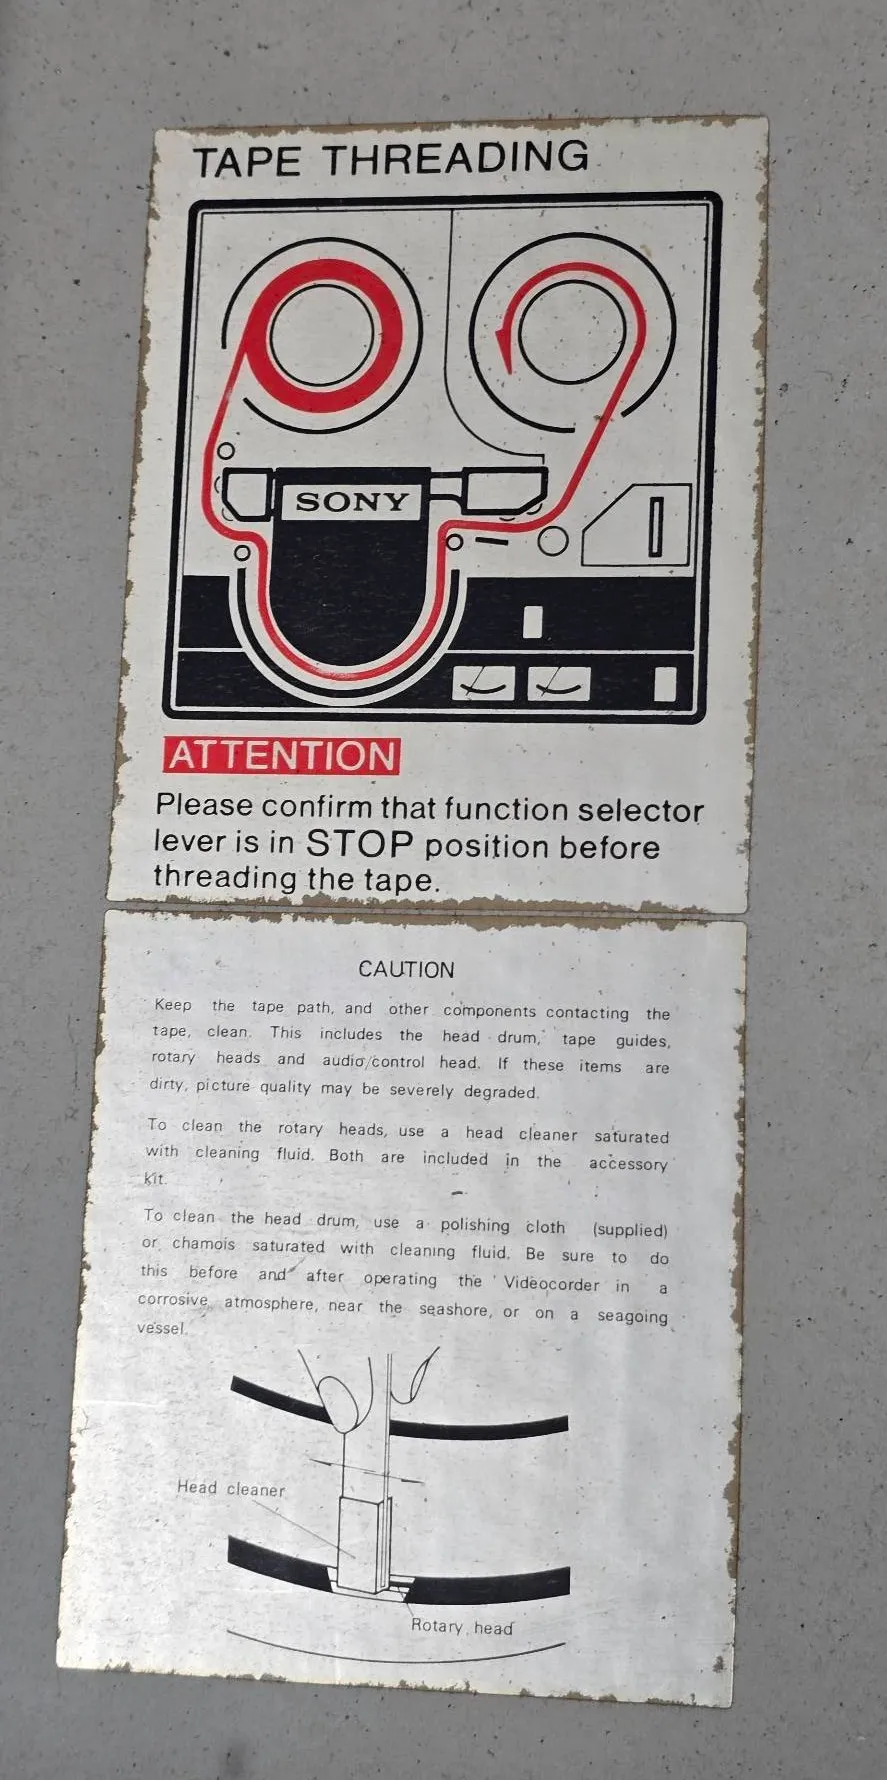 TAPE THREADING
SONY
ATTENTION
Please confirm that function selector
lever is in STOP position before
threading the tape.
CAUTION
Keep the tape path, and other components contacting the
tape, clean. This includes the head drum, tape guides,
rotary heads and audio/control head. If these items are
dirty, picture quality may be severely degraded.
To clean the rotary heads, use a head cleaner saturated
with cleaning fluid. Both are included in the accessory
kit.
To clean the head drum, use a polishing cloth (supplied)
or chamois saturated with cleaning fluid. Be sure to do
this before and after operating the Videocorder in a
corrosive atmosphere, near the seashore, or on a seagoing
vessel.
Head cleaner
Rotary head